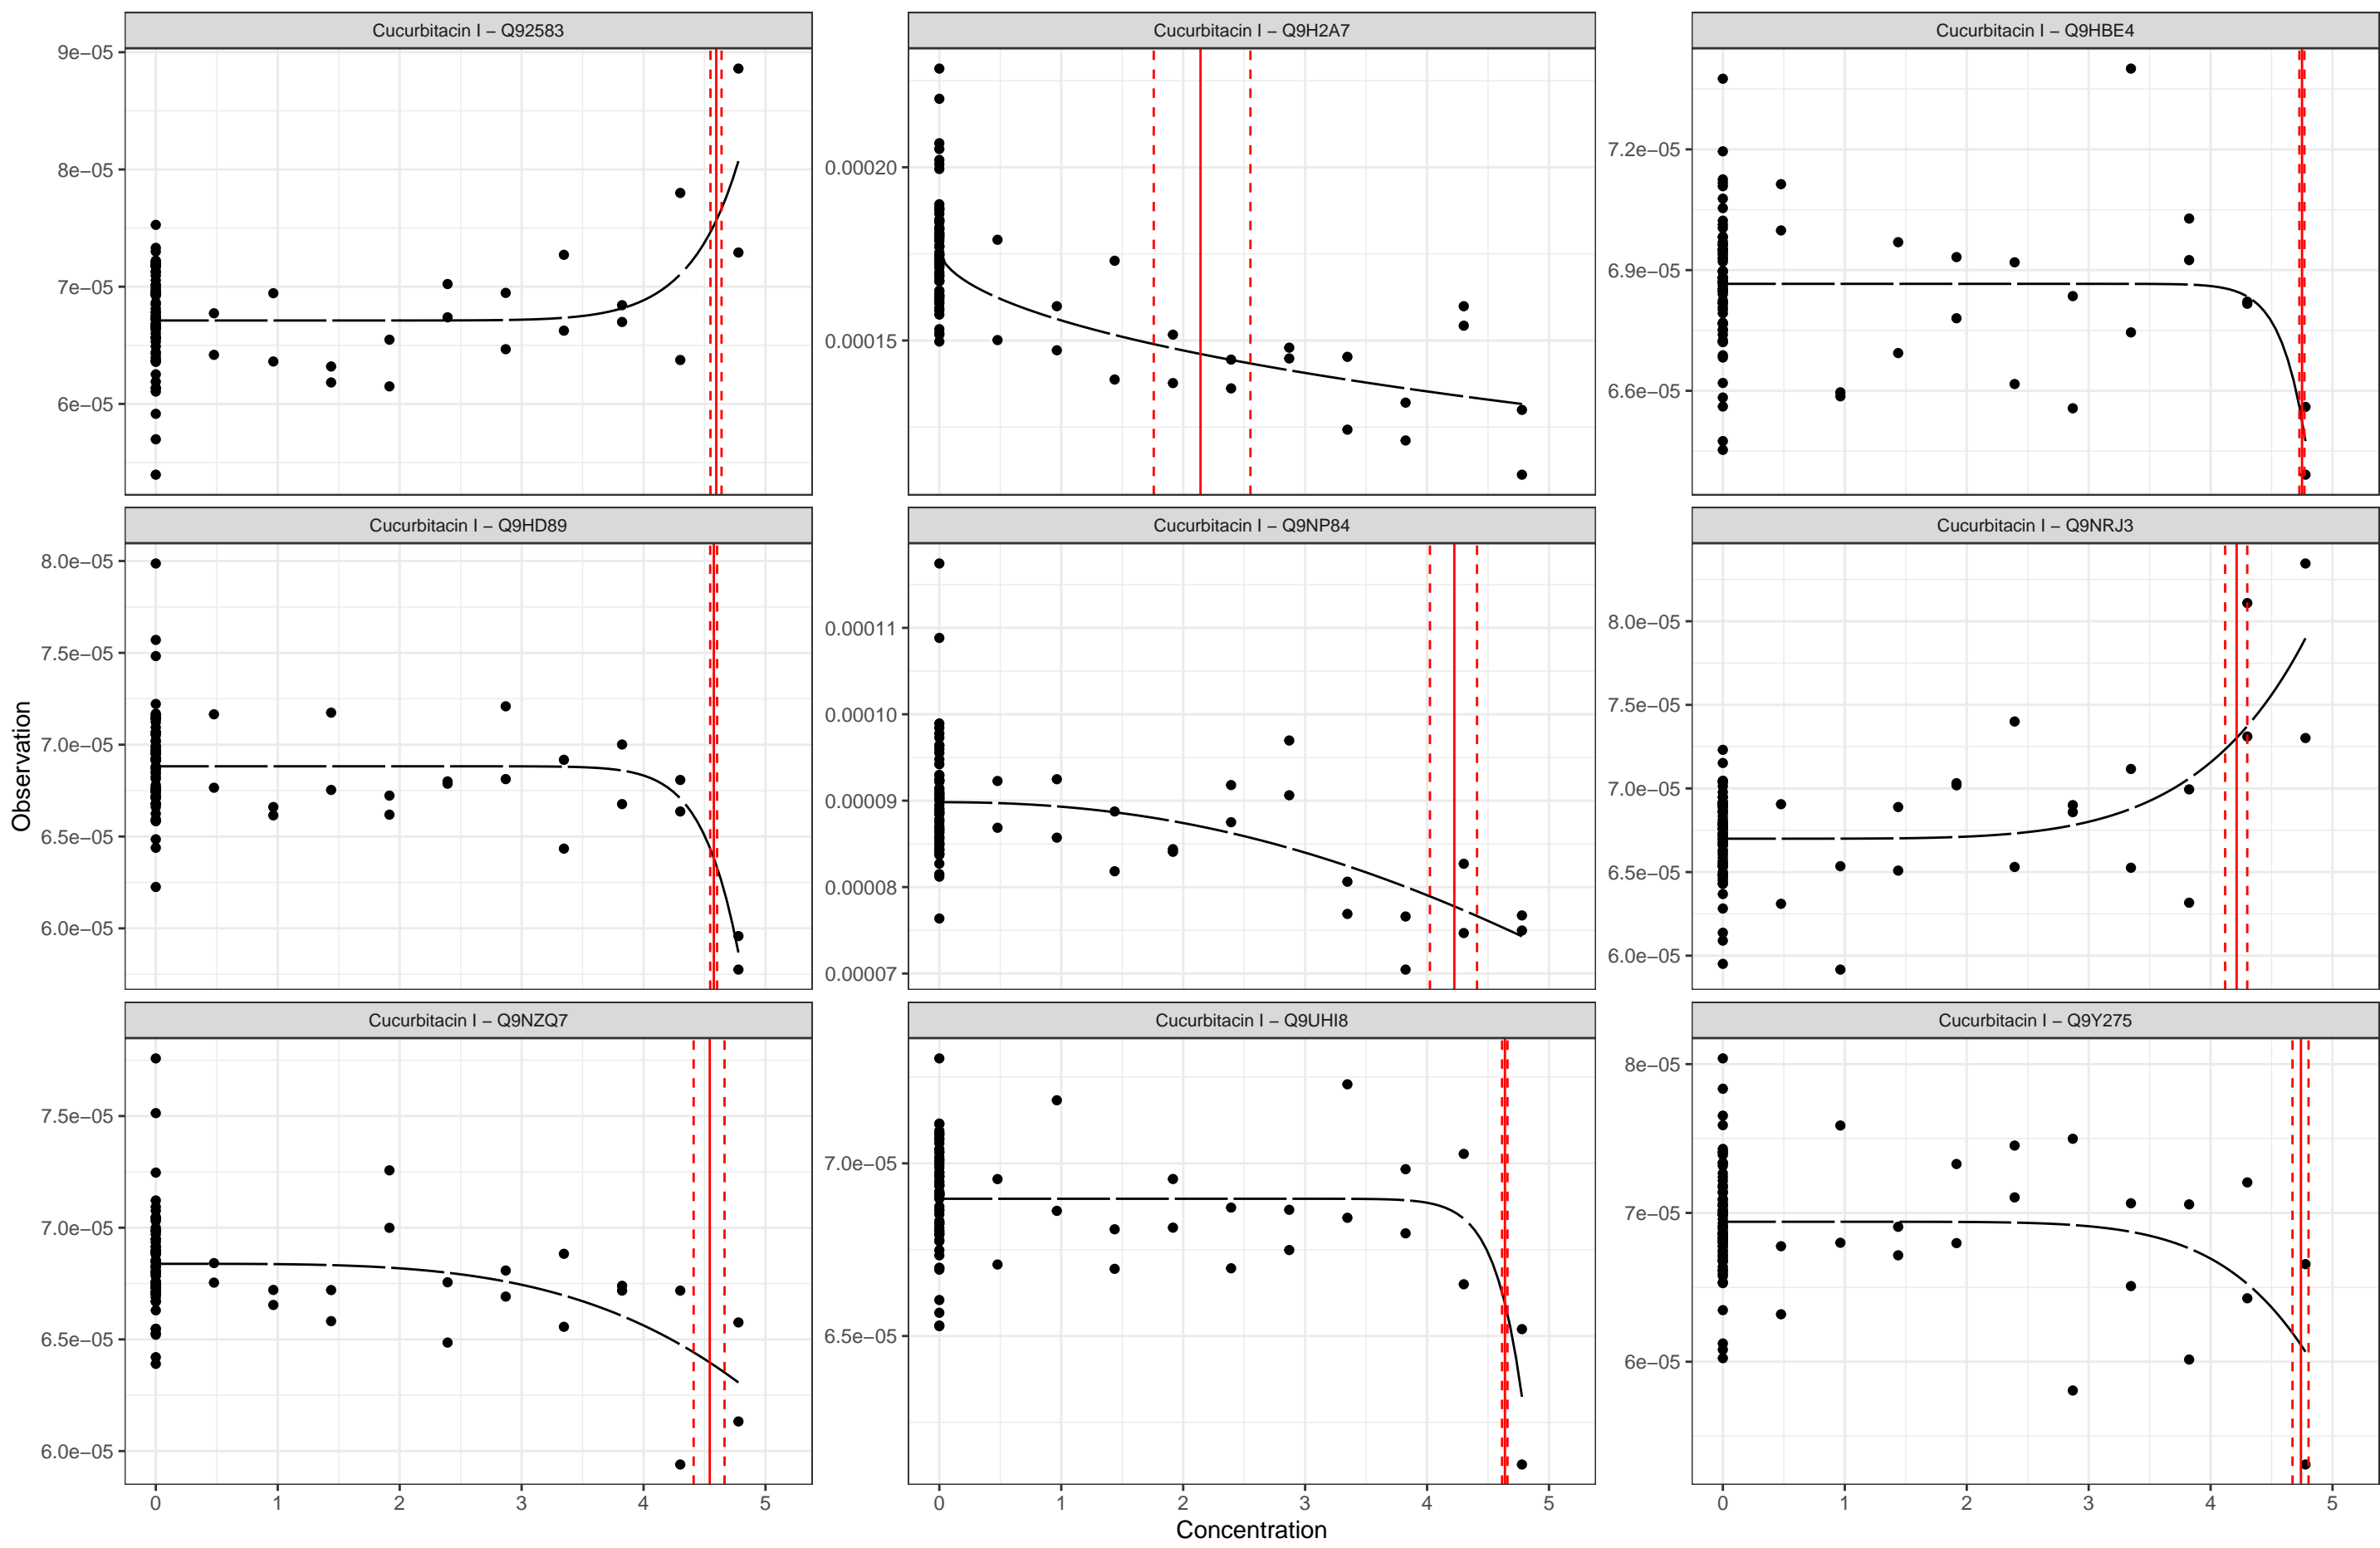 Cucurbitacin I − Q92583
Cucurbitacin I − Q9H2A7
Cucurbitacin I − Q9HBE4
9e−05
8e−05
7e−05
6e−05
0.00020
0.00015
7.2e−05
6.9e−05
6.6e−05
Cucurbitacin I − Q9HD89
Cucurbitacin I − Q9NP84
Cucurbitacin I − Q9NRJ3
8.0e−05
7.5e−05
7.0e−05
6.5e−05
6.0e−05
0.00011
0.00010
0.00009
0.00008
0.00007
8.0e−05
7.5e−05
7.0e−05
6.5e−05
6.0e−05
Observation
Cucurbitacin I − Q9NZQ7
Cucurbitacin I − Q9UHI8
Cucurbitacin I − Q9Y275
7.5e−05
7.0e−05
6.5e−05
6.0e−05
7.0e−05
6.5e−05
8e−05
7e−05
6e−05
0 1 2 3 4 5
0 1 2 3 4 5
0 1 2 3 4 5
Concentration